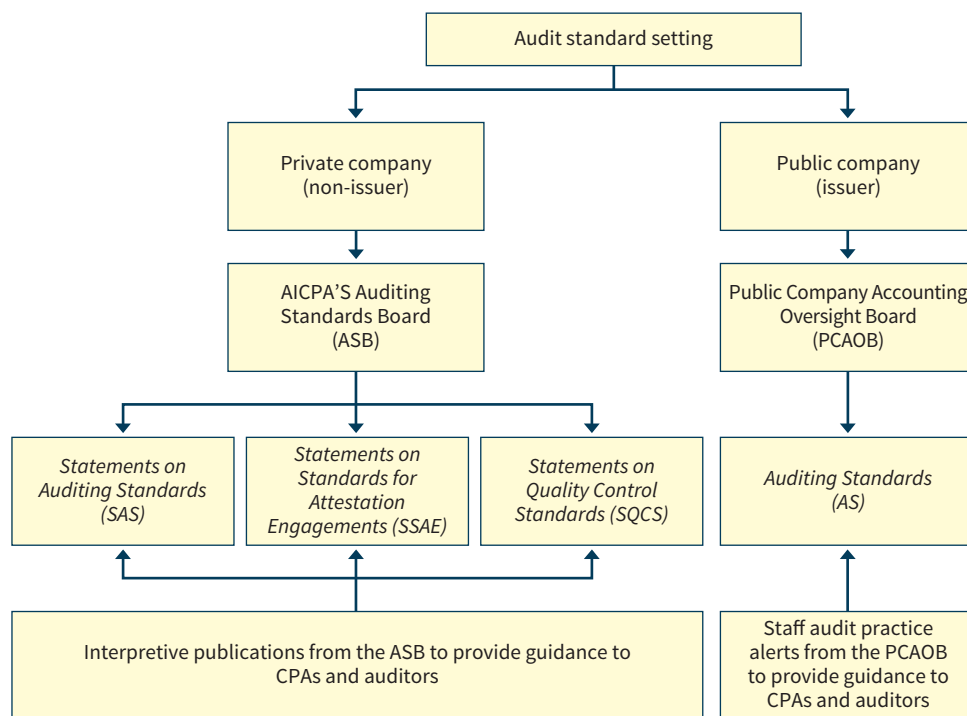 Audit standard setting
Private company
(non-issuer)
Public company
(issuer)
AICPA’S Auditing
Standards Board
(ASB)
Public Company Accounting
Oversight Board
(PCAOB)
Statements on
Auditing Standards
(SAS)
Statements on
Standards for
Attestation
Engagements (SSAE)
Statements on
Quality Control
Standards (SQCS)
Auditing Standards
(AS)
Interpretive publications from the ASB to provide guidance to
CPAs and auditors
Staff audit practice
alerts from the PCAOB
to provide guidance to
CPAs and auditors